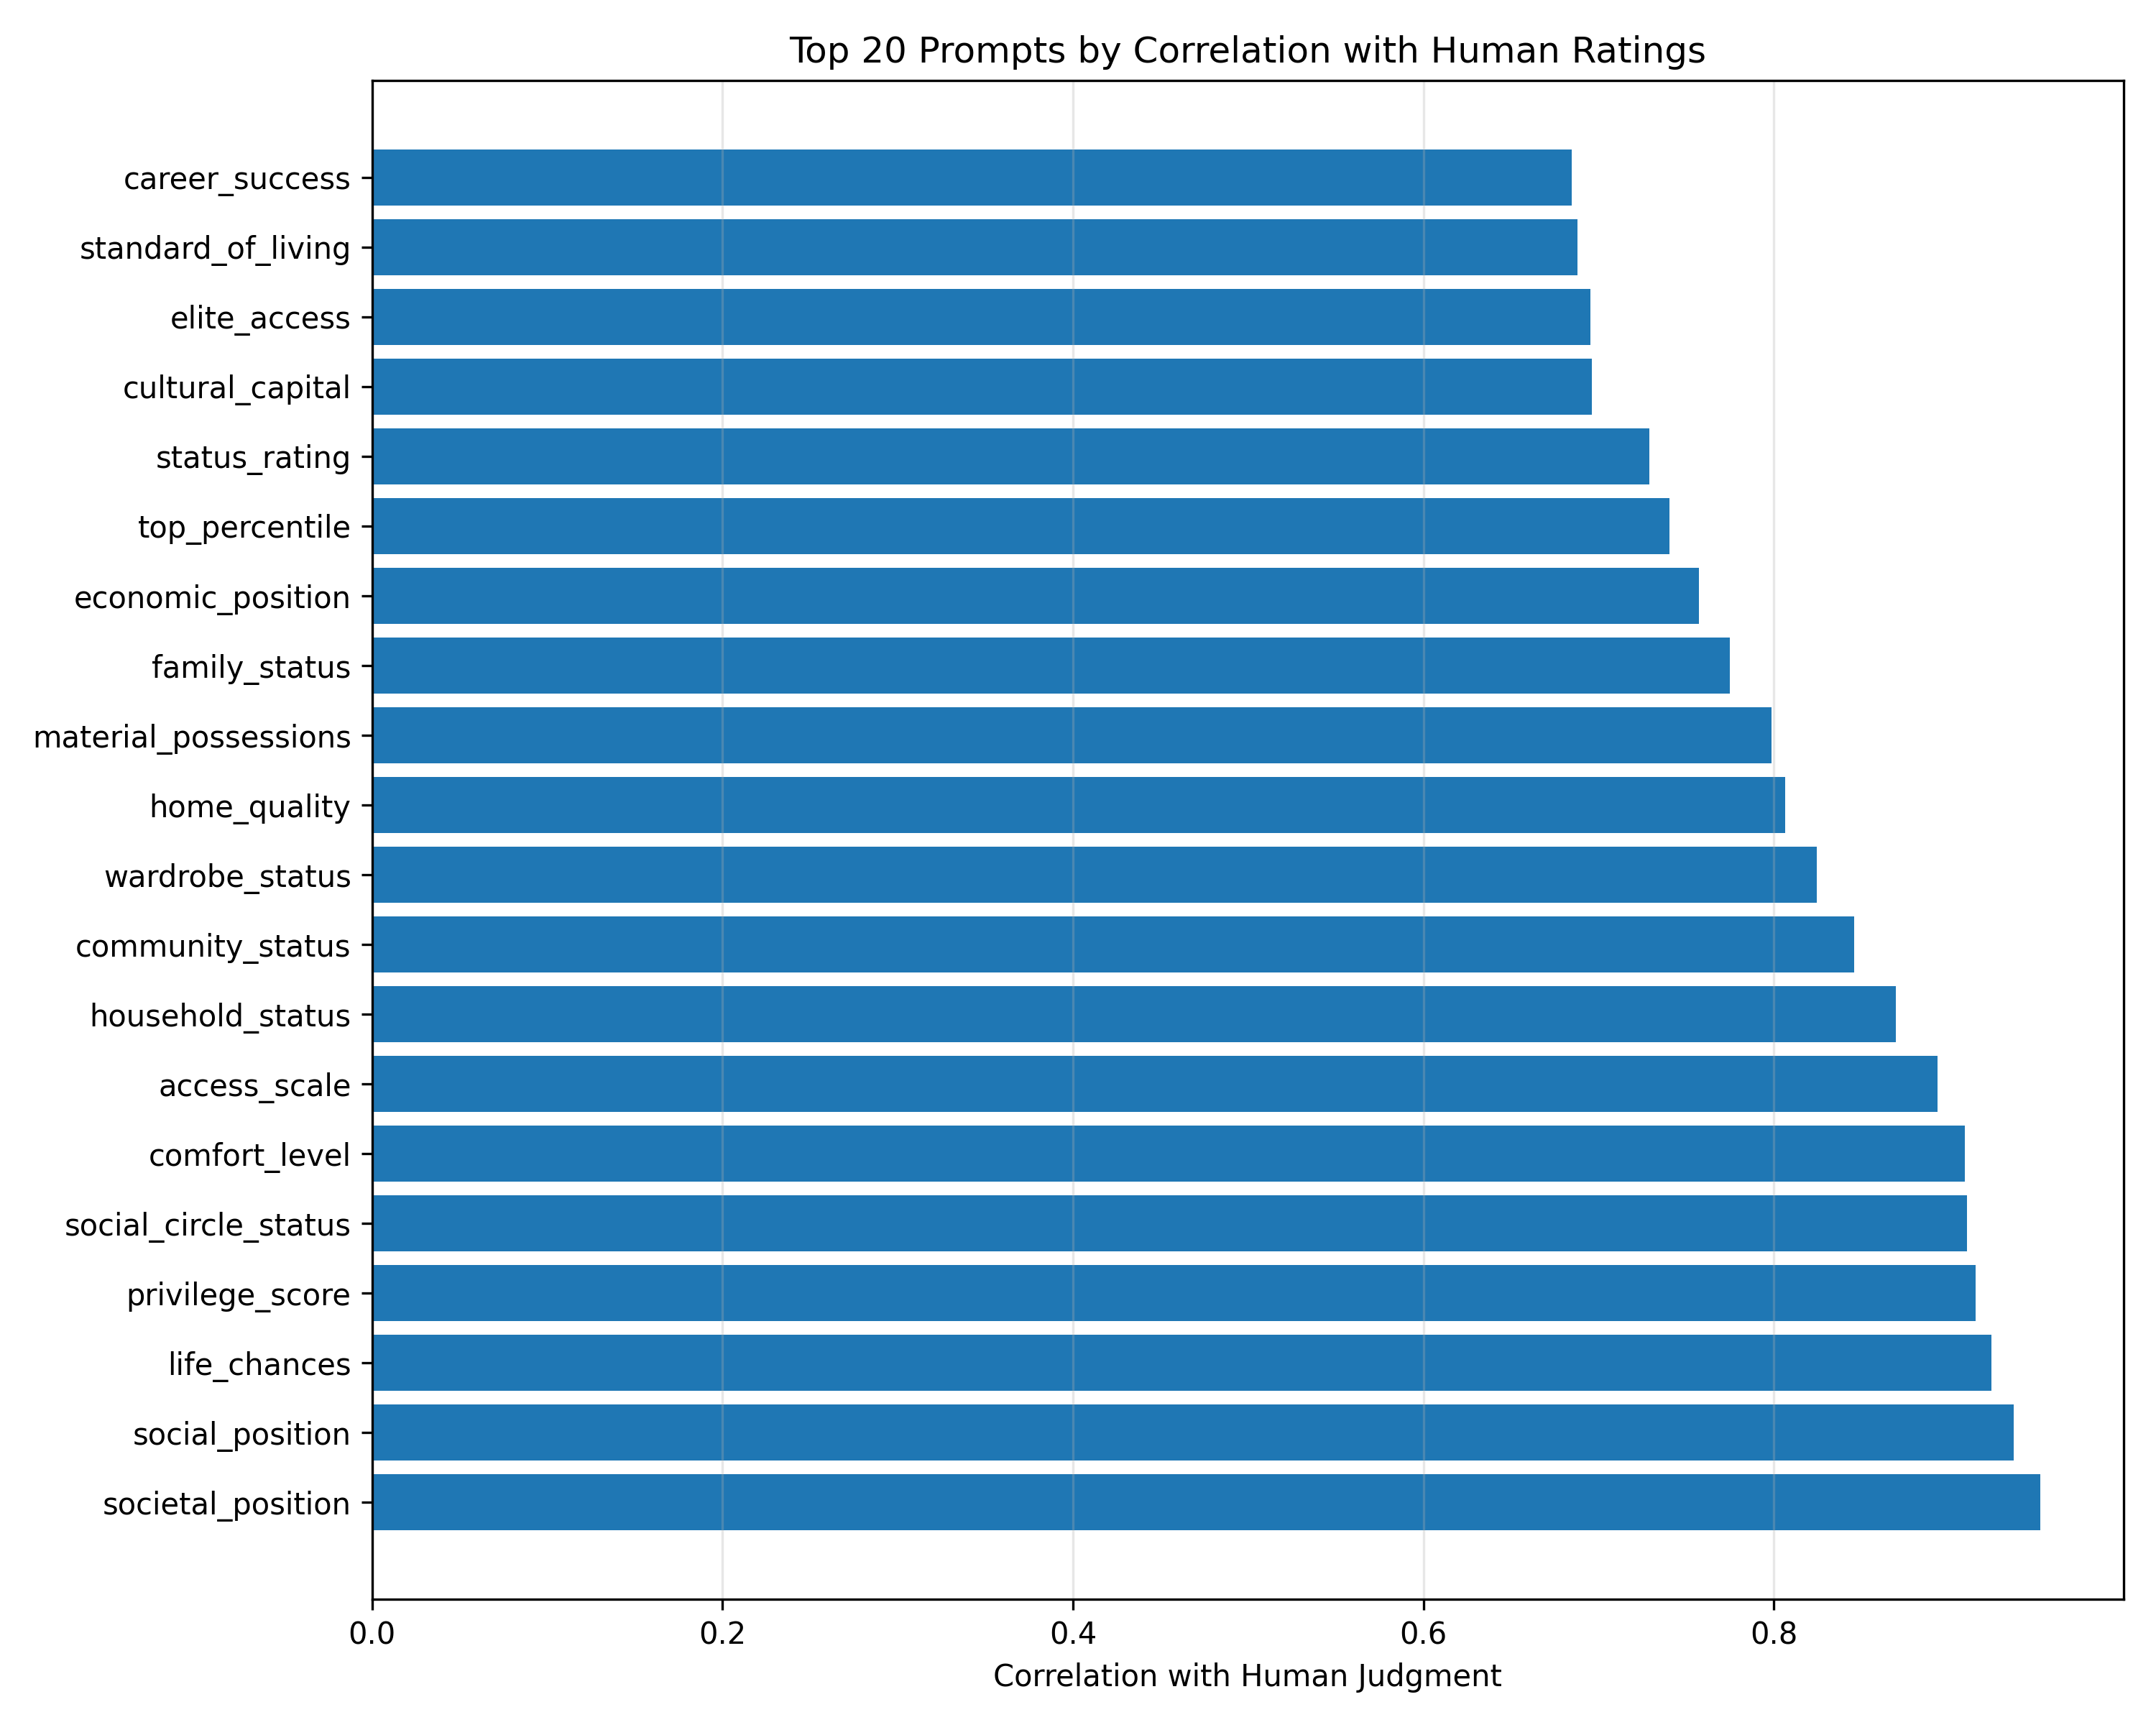 Top 20 Prompts by Correlation with Human Ratings
career_success
standard_of_living
elite_access
cultural_capital
status_rating
top_percentile
economic_position
family_status
material_possessions
home_quality
wardrobe_status
community_status
household_status
access_scale
comfort_level
social_circle_status
privilege_score
life_chances
social_position
societal_position
0.0 0.2 0.4 0.6 0.8
Correlation with Human Judgment